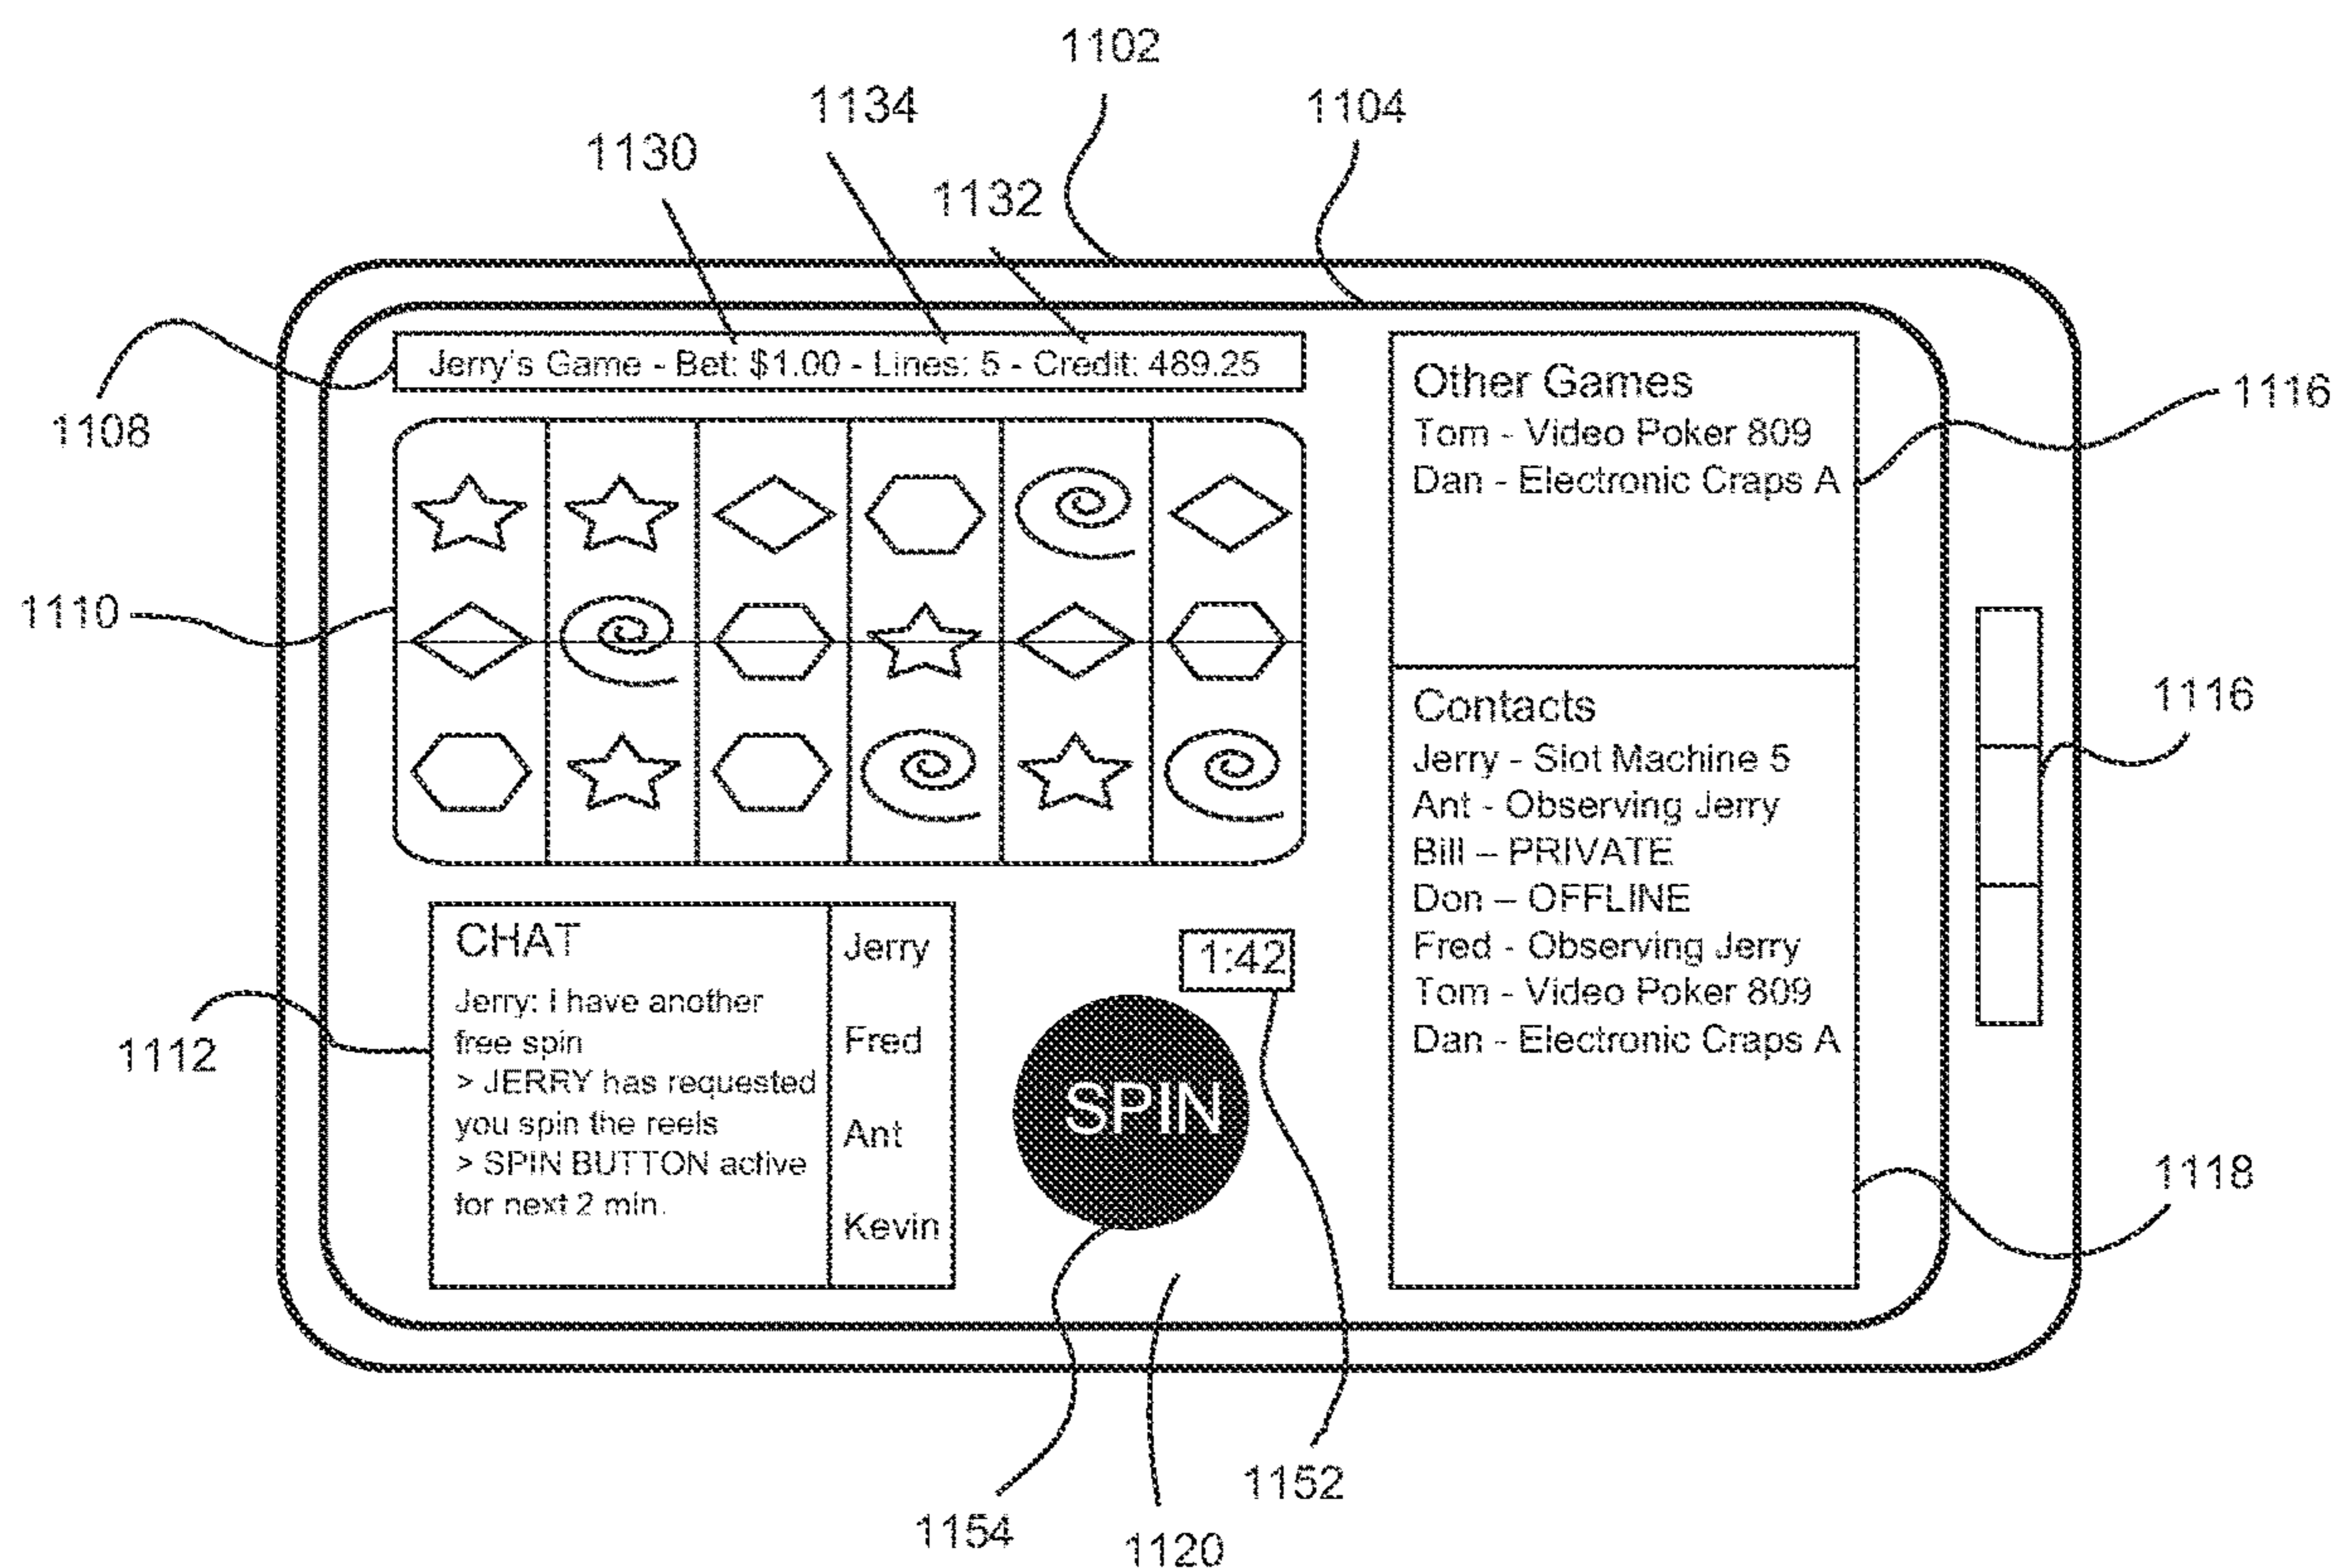 1102
1134
1104
1130
1132
Jerry's Game - Bet: $1.00 - Lines: 5 - Credit: 489.25
1108
Other Games
Tom - Video Poker 809
Dan - Electronic Craps A
1116
1110
Contacts
Jerry - Slot Machine 5
Ant - Observing Jerry
Bill – PRIVATE
Don – OFFLINE
Fred - Observing Jerry
Tom - Video Poker 809
Dan - Electronic Craps A
1116
CHAT
Jerry: I have another
free spin
> JERRY has requested
you spin the reels
> SPIN BUTTON active
for next 2 min.
Jerry
Fred
Ant
Kevin
1:42
SPIN
1112
1118
1152
1154
1120